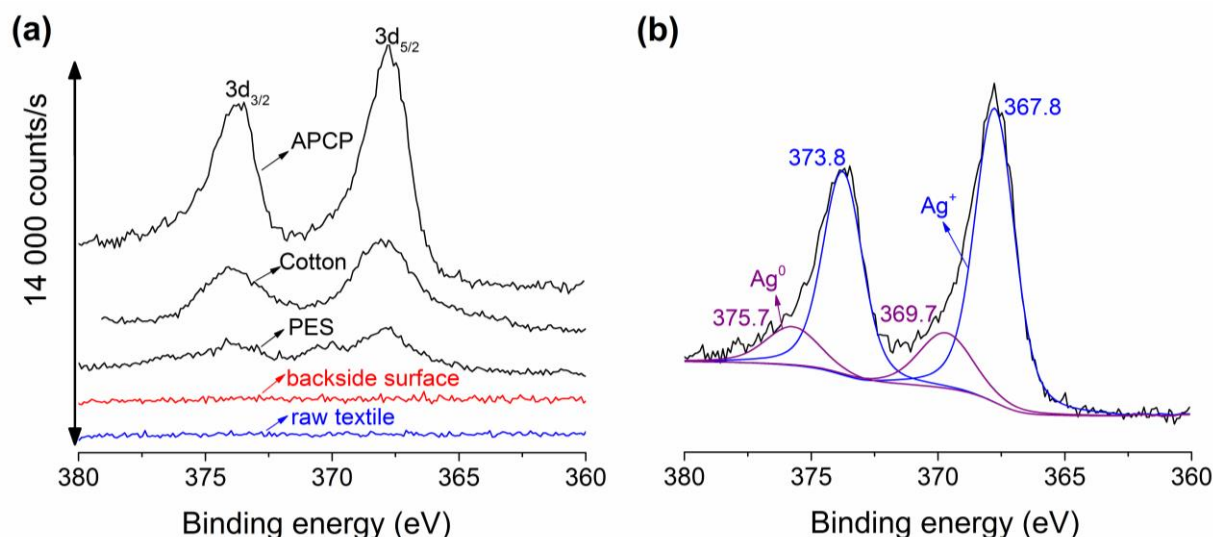 (a)
14 000 counts/s
3d3/2
3d5/2
APCP
Cotton
PES
backside surface
raw textile
380 375 370 365 360
Binding energy (eV)
(b)
367.8
373.8
Ag+
Ag0
375.7
369.7
380 375 370 365 360
Binding energy (eV)